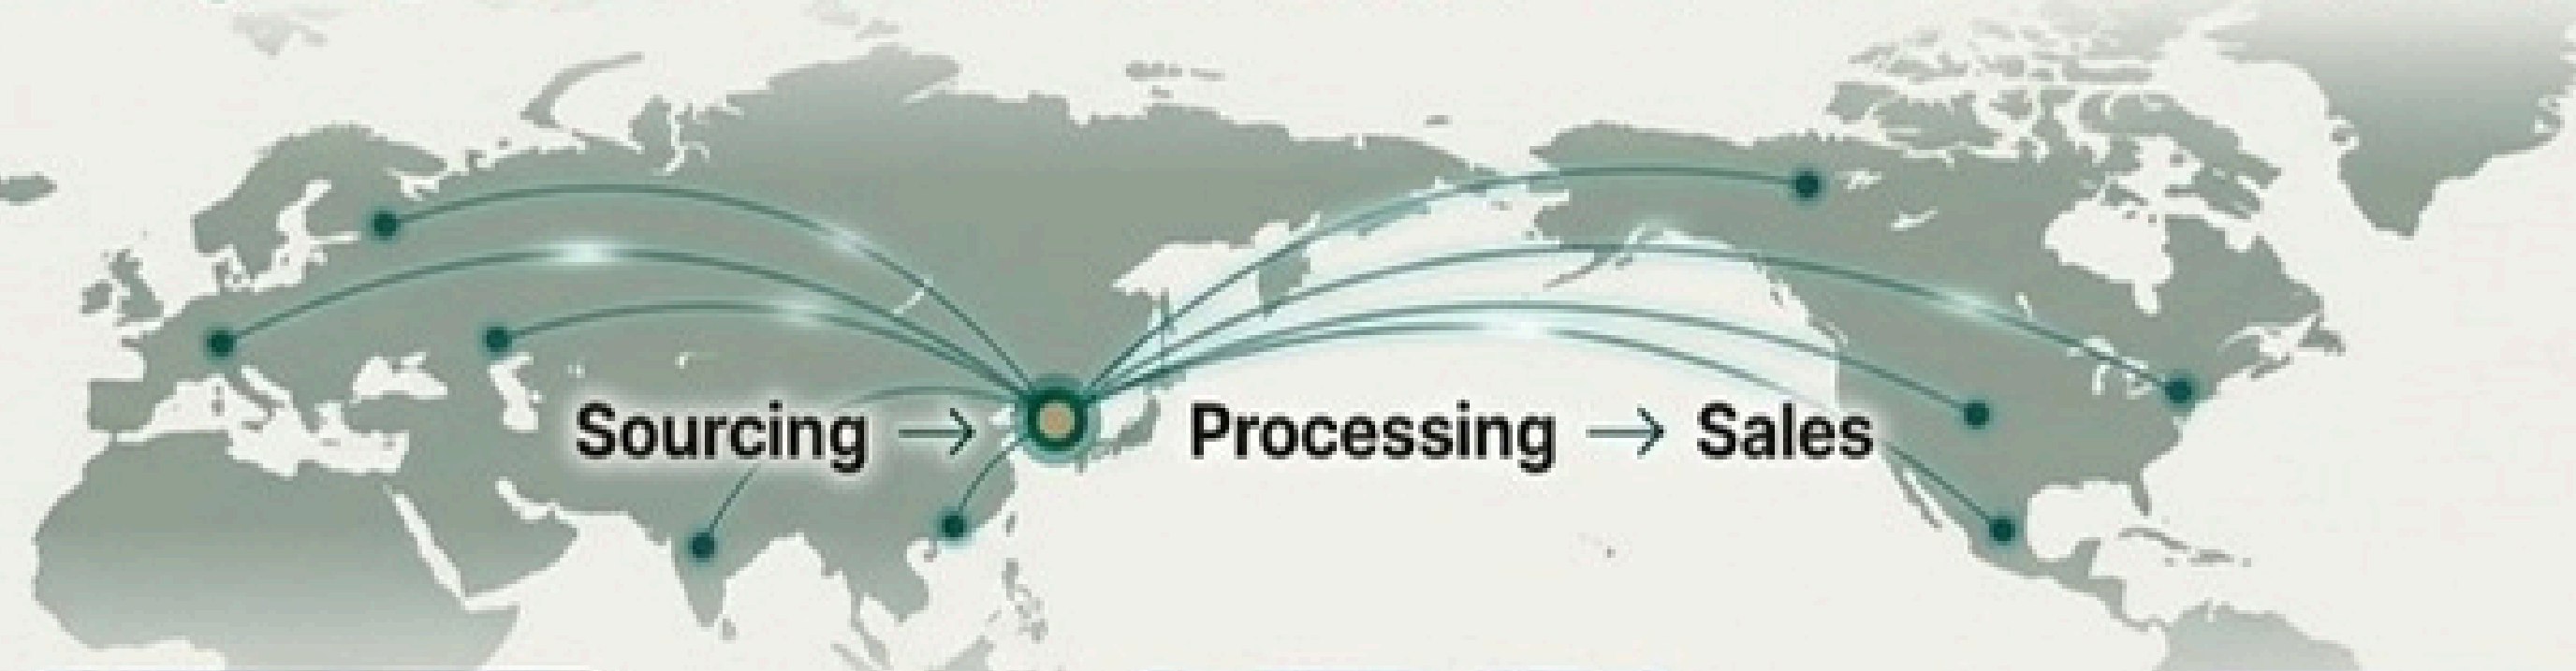 Sourcing → Processing → Sales